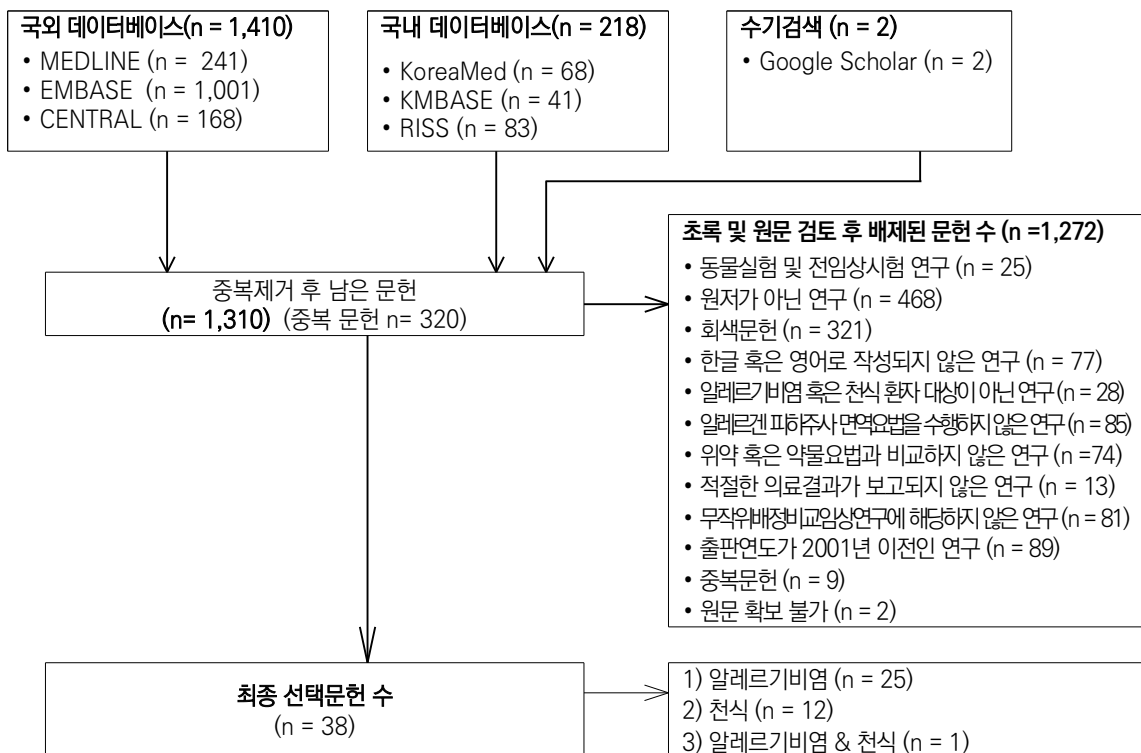 국외 데이터베이스(n = 1,410)
• MEDLINE (n = 241)
• EMBASE (n = 1,001)
• CENTRAL (n = 168)
국내 데이터베이스(n = 218)
• KoreaMed (n = 68)
• KMBASE (n = 41)
• RISS (n = 83)
수기검색 (n = 2)
• Google Scholar (n = 2)
중복제거 후 남은 문헌
(n= 1,310) (중복 문헌 n= 320)
초록 및 원문 검토 후 배제된 문헌 수 (n =1,272)
• 동물실험 및 전임상시험 연구 (n = 25)
• 원저가 아닌 연구 (n = 468)
• 회색문헌 (n = 321)
• 한글 혹은 영어로 작성되지 않은 연구 (n = 77)
• 알레르기비염 혹은 천식 환자 대상이 아닌 연구 (n = 28)
• 알레르겐 피하주사 면역요법을 수행하지 않은 연구 (n = 85)
• 위약 혹은 약물요법과 비교하지 않은 연구 (n =74)
• 적절한 의료결과가 보고되지 않은 연구 (n = 13)
• 무작위배정비교임상연구에 해당하지 않은 연구 (n = 81)
• 출판연도가 2001년 이전인 연구 (n = 89)
• 중복문헌 (n = 9)
• 원문 확보 불가 (n = 2)
최종 선택문헌 수
(n = 38)
1) 알레르기비염 (n = 25)
2) 천식 (n = 12)
3) 알레르기비염 & 천식 (n = 1)